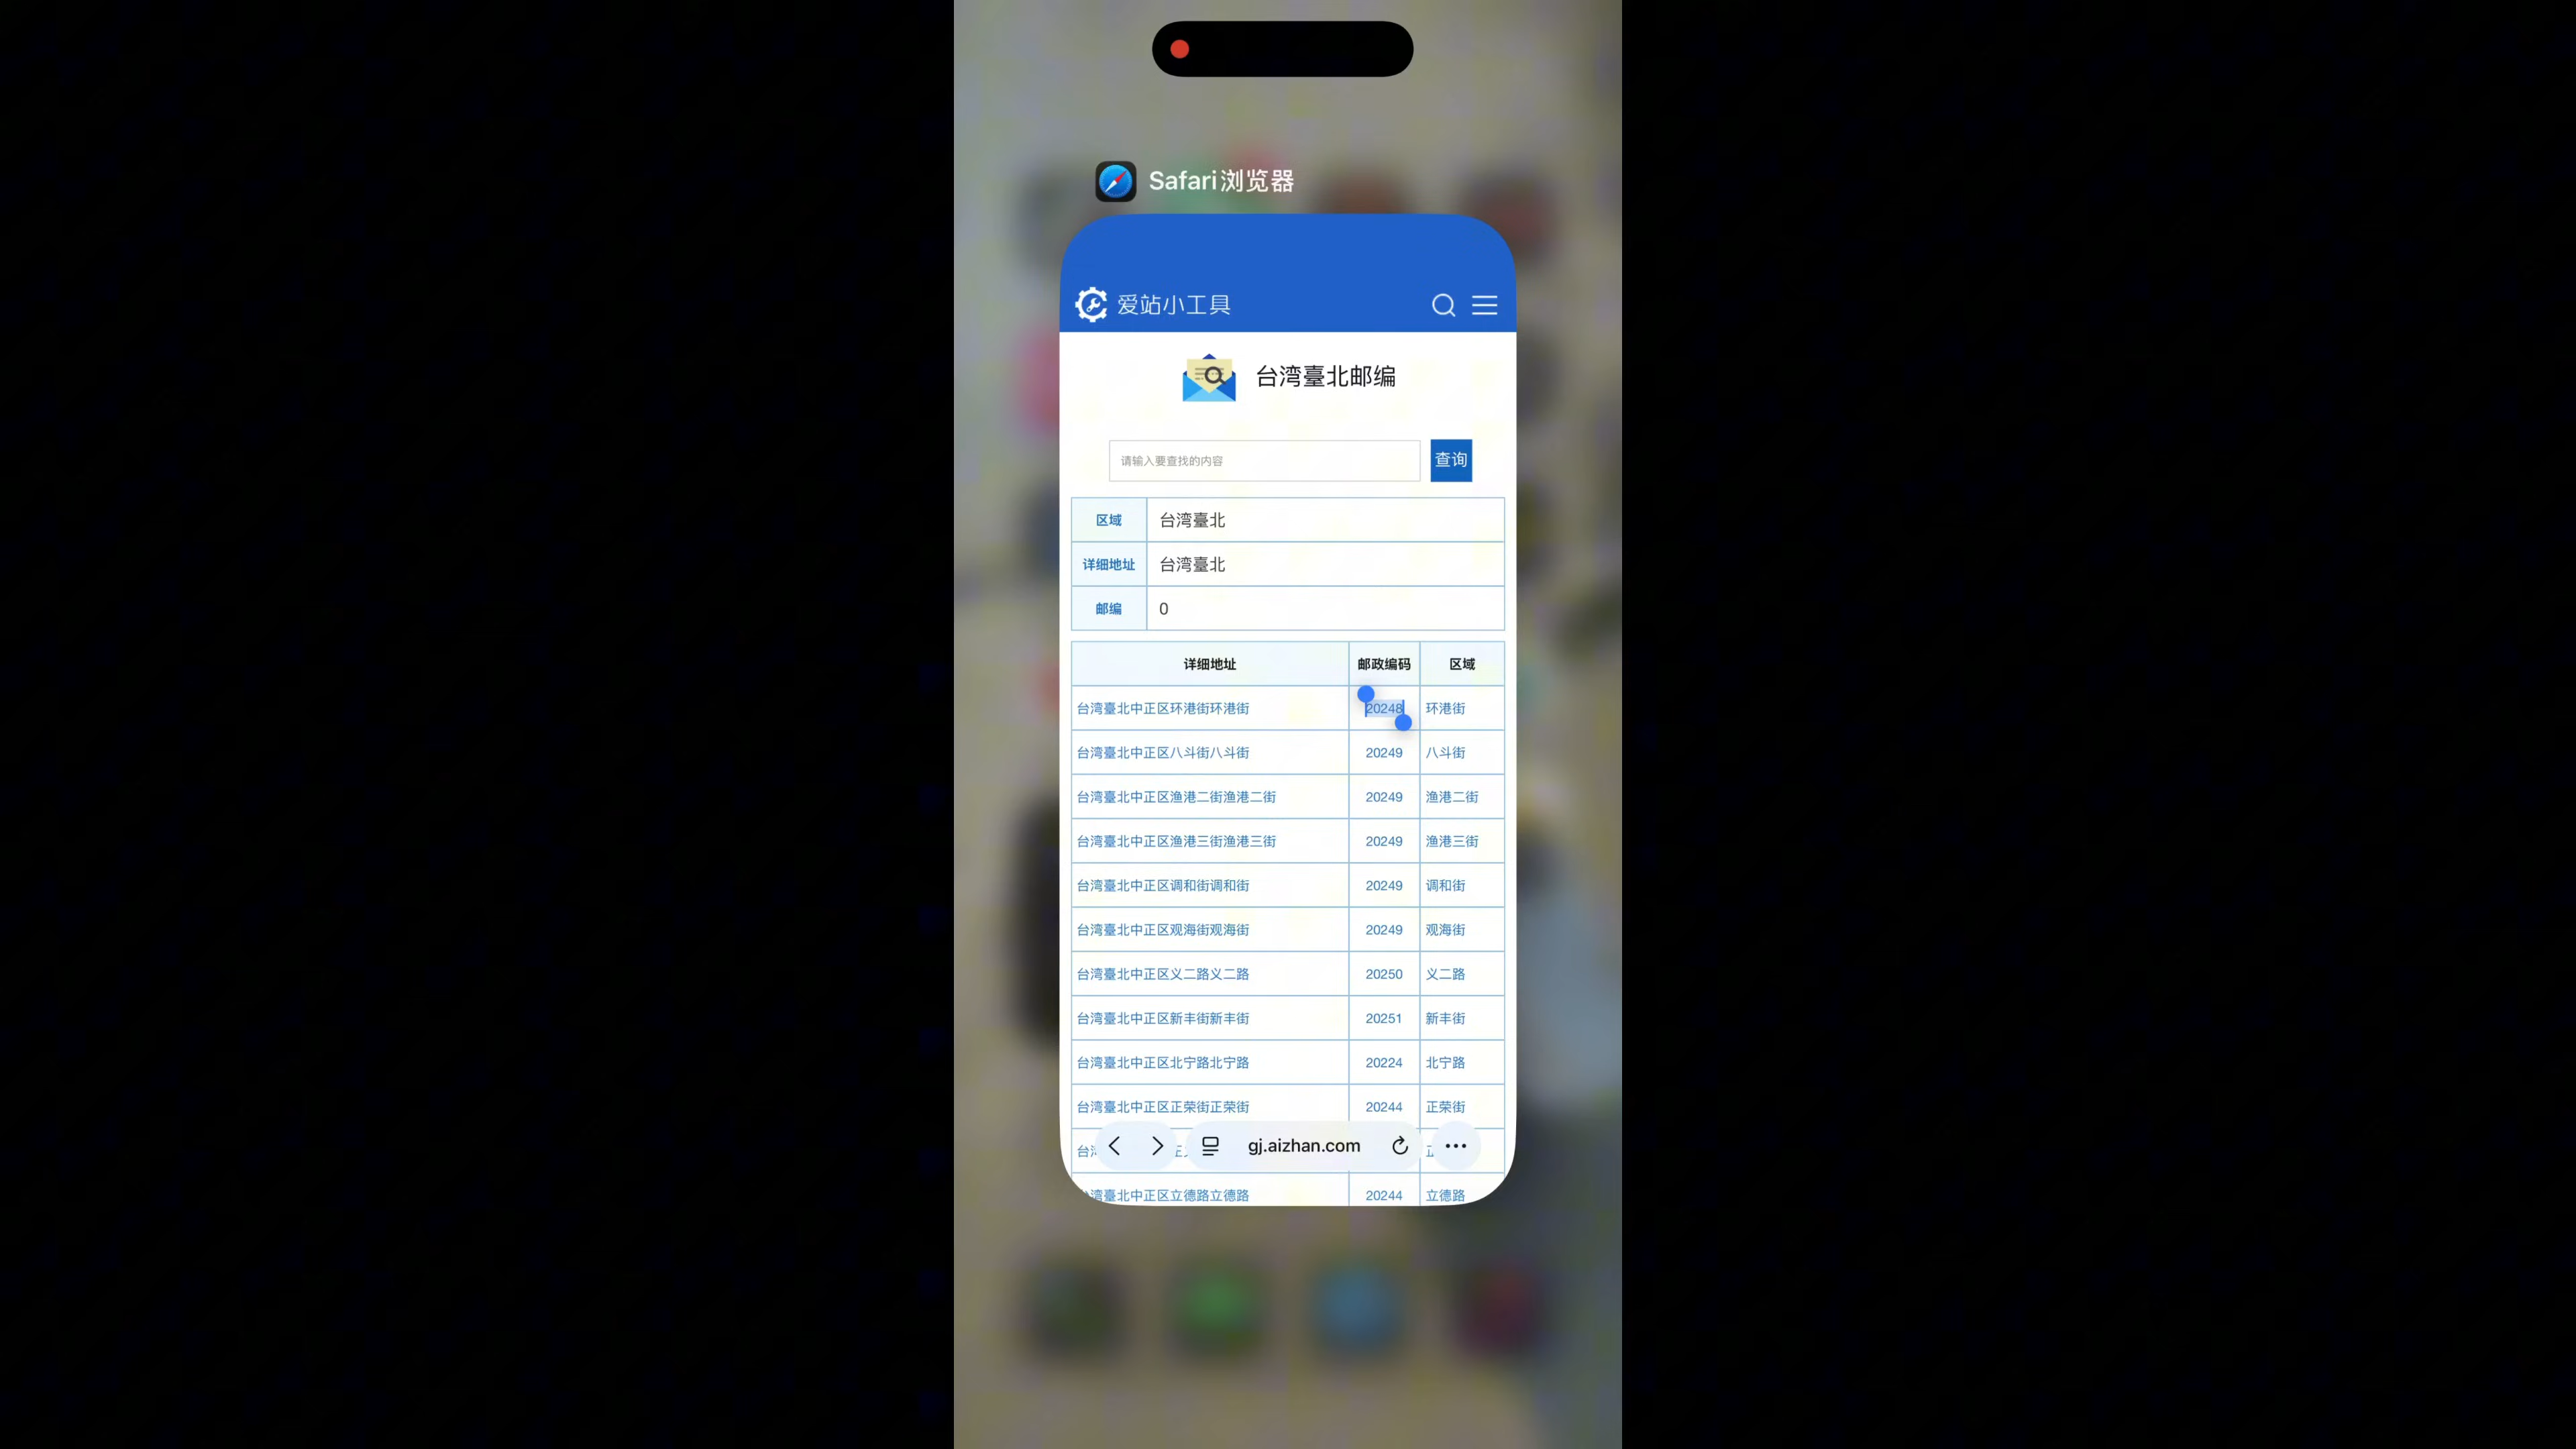 Safari浏览器
爱站小工具
台湾臺北邮编
请输入要查找的内容
查询
区域 台湾臺北
详细地址 台湾臺北
邮编 0
详细地址 邮政编码 区域
台湾臺北中正区环港街环港街 20248 环港街
台湾臺北中正区八斗街八斗街 20249 八斗街
台湾臺北中正区渔港二街渔港二街 20249 渔港二街
台湾臺北中正区渔港三街渔港三街 20249 渔港三街
台湾臺北中正区调和街调和街 20249 调和街
台湾臺北中正区观海街观海街 20249 观海街
台湾臺北中正区义二路义二路 20250 义二路
台湾臺北中正区新丰街新丰街 20251 新丰街
台湾臺北中正区北宁路北宁路 20224 北宁路
台湾臺北中正区正荣街正荣街 20244 正荣街
gj.aizhan.com
湾臺北中正区立德路立德路 20244 立德路